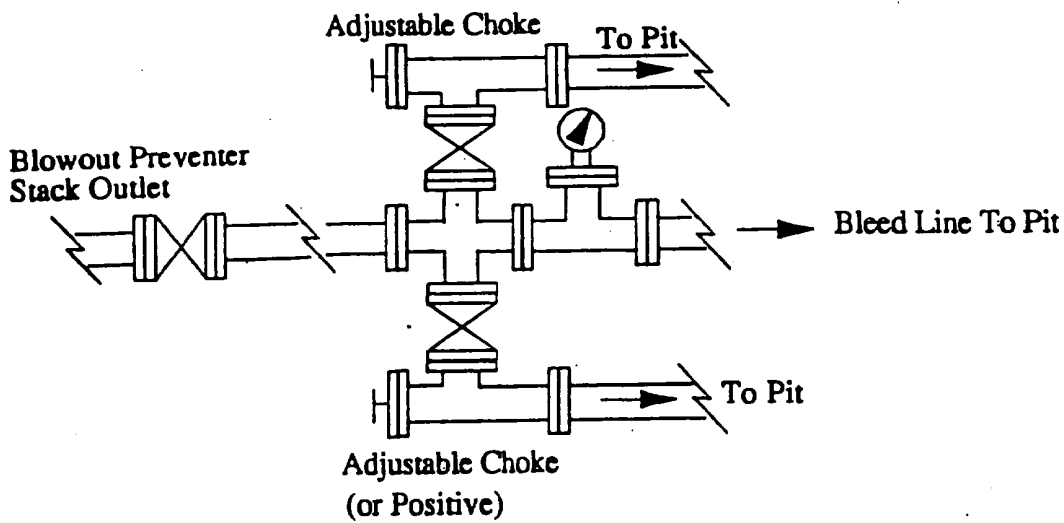 Adjustable Choke
To Pit
Blowout Preventer
Stack Outlet
Bleed Line To Pit
To Pit
Adjustable Choke
(or Positive)